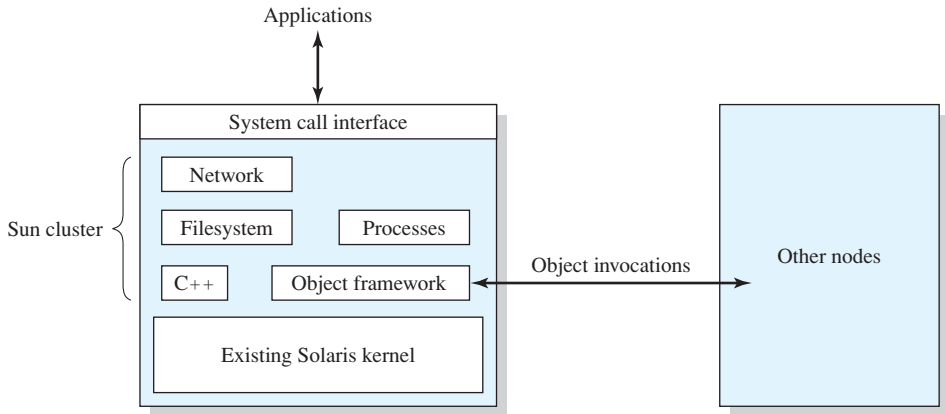 Applications
System call interface
Network
Sun cluster
Filesystem
Processes
C++
Object framework
Object invocations
Other nodes
Existing Solaris kernel